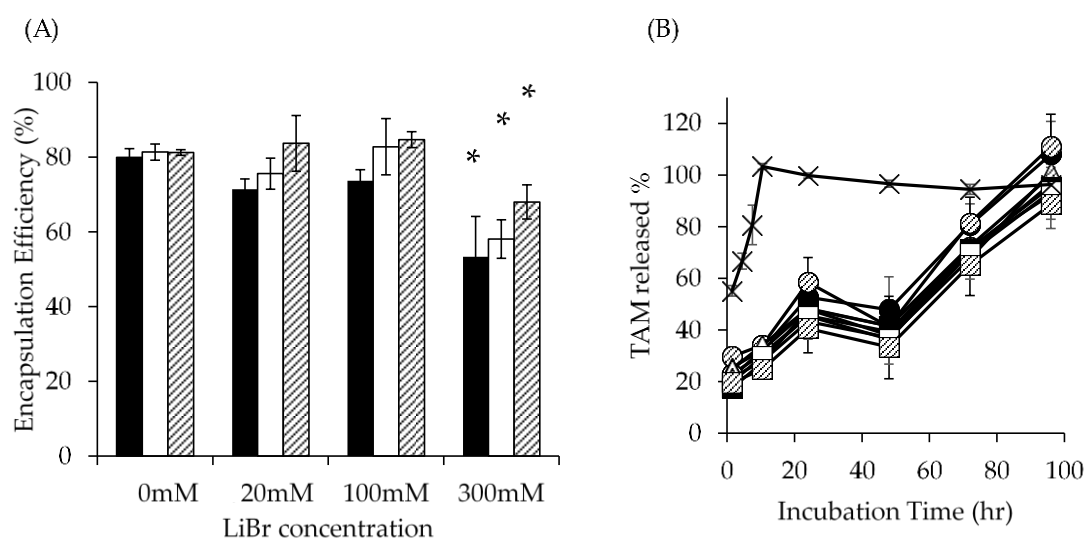 (A)
(B)
Encapsulation Efficiency (%)
100
80
60
40
20
0
* * *
0mM 20mM 100mM 300mM
LiBr concentration
TAM released %
120
100
80
60
40
20
0
0 20 40 60 80 100
Incubation Time (hr)